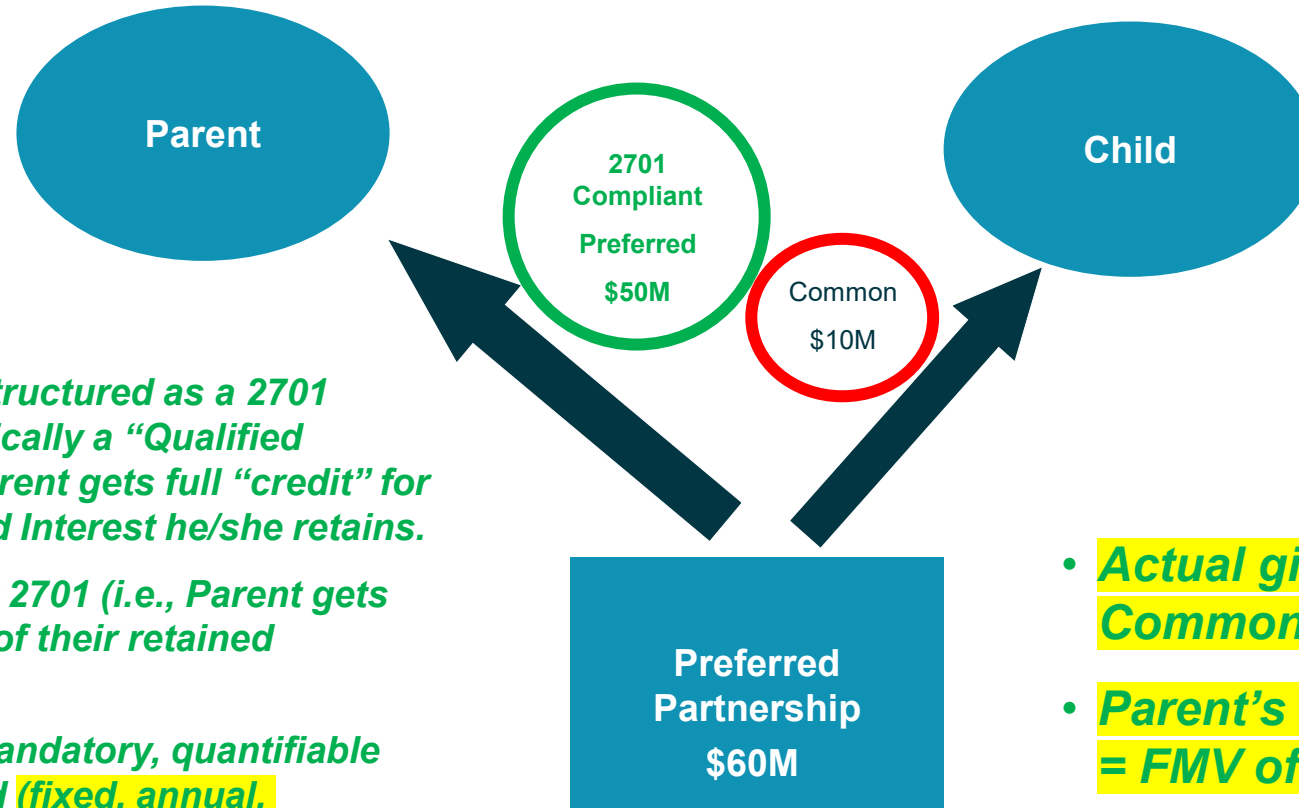 Parent
2701
Compliant
Preferred
$50M
Common
$10M
Child
tructured as a 2701
ically a “Qualified
rent gets full “credit” for
d Interest he/she retains.
2701 (i.e., Parent gets
of their retained
andatory, quantifiable
d (fixed, annual,
Preferred
Partnership
$60M
• Actual gi
Common
• Parent's
= FMV of